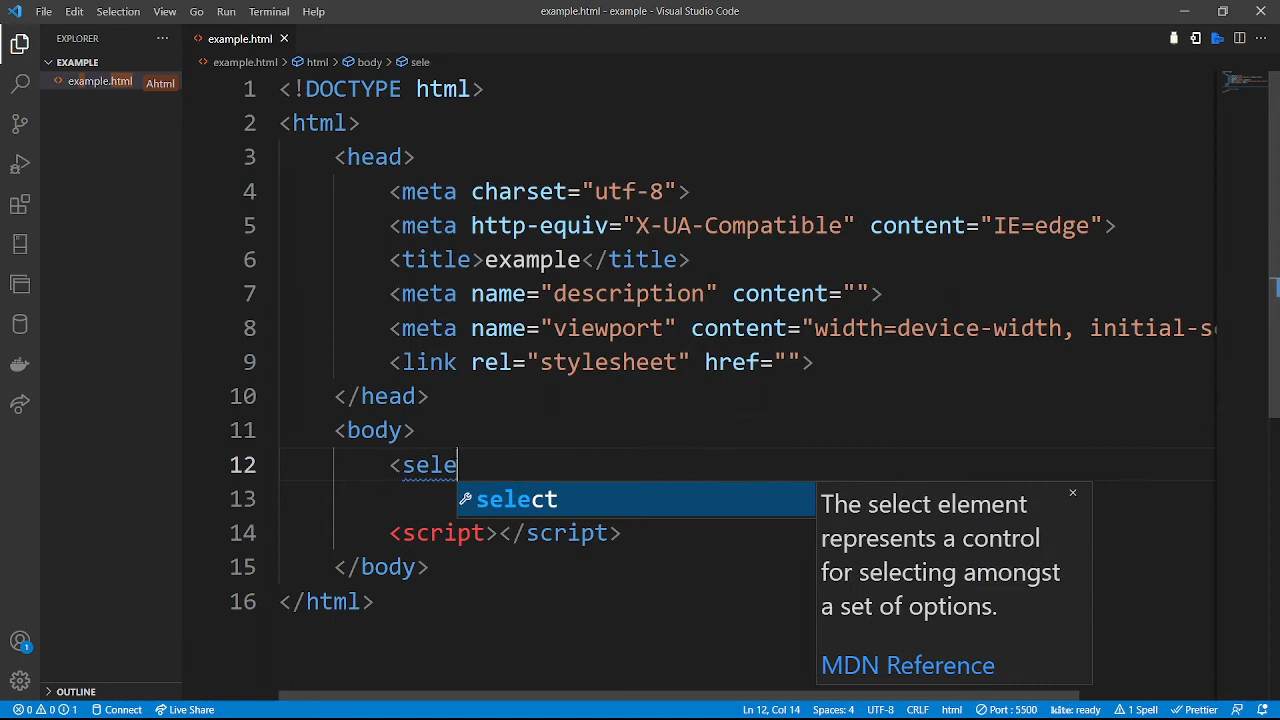 File Edit Selection View Go Run Terminal Help
example.html - example - Visual Studio Code
EXPLORER
example.html
EXAMPLE
example.html > html > body > sele
example.html
Ahtml
1 <!DOCTYPE html>
2 <html>
3 <head>
4 <meta charset="utf-8">
5 <meta http-equiv="X-UA-Compatible" content="IE=edge">
6 <title>example</title>
7 <meta name="description" content="">
8 <meta name="viewport" content="width=device-width, initial-sc
9 <link rel="stylesheet" href="">
10 </head>
11 <body>
12 <sele
13
select
The select element
represents a control
for selecting amongst
a set of options.
MDN Reference
14 <script></script>
15 </body>
16 </html>
1
OUTLINE
0 0 1 Connect Live Share
Ln 12, Col 14 Spaces: 4 UTF-8 CRLF html Port : 5500 kite: ready 1 Spell Prettier